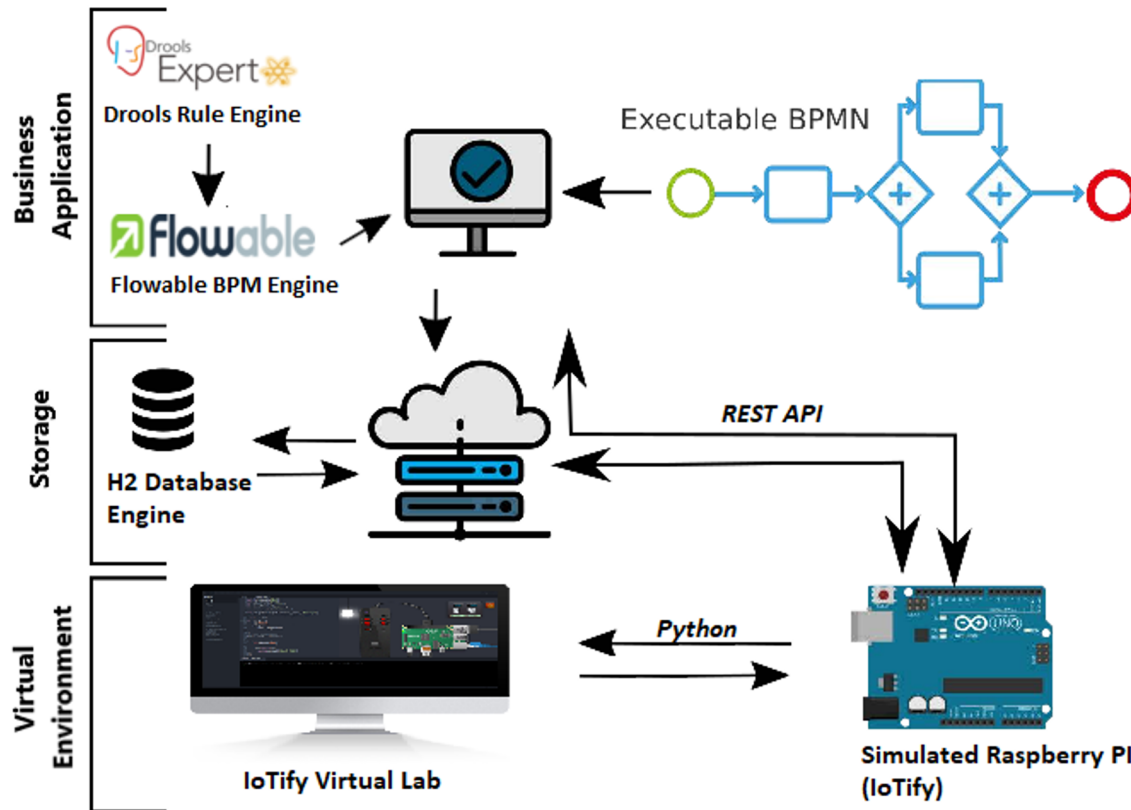 Business
Application
Drools
Expert
Drools Rule Engine
Flowable
Flowable BPM Engine
Executable BPMN
Storage
H2 Database
Engine
REST API
Virtual
Environment
IoTify Virtual Lab
Python
UNO
Simulated Raspberry PI
(IoTify)